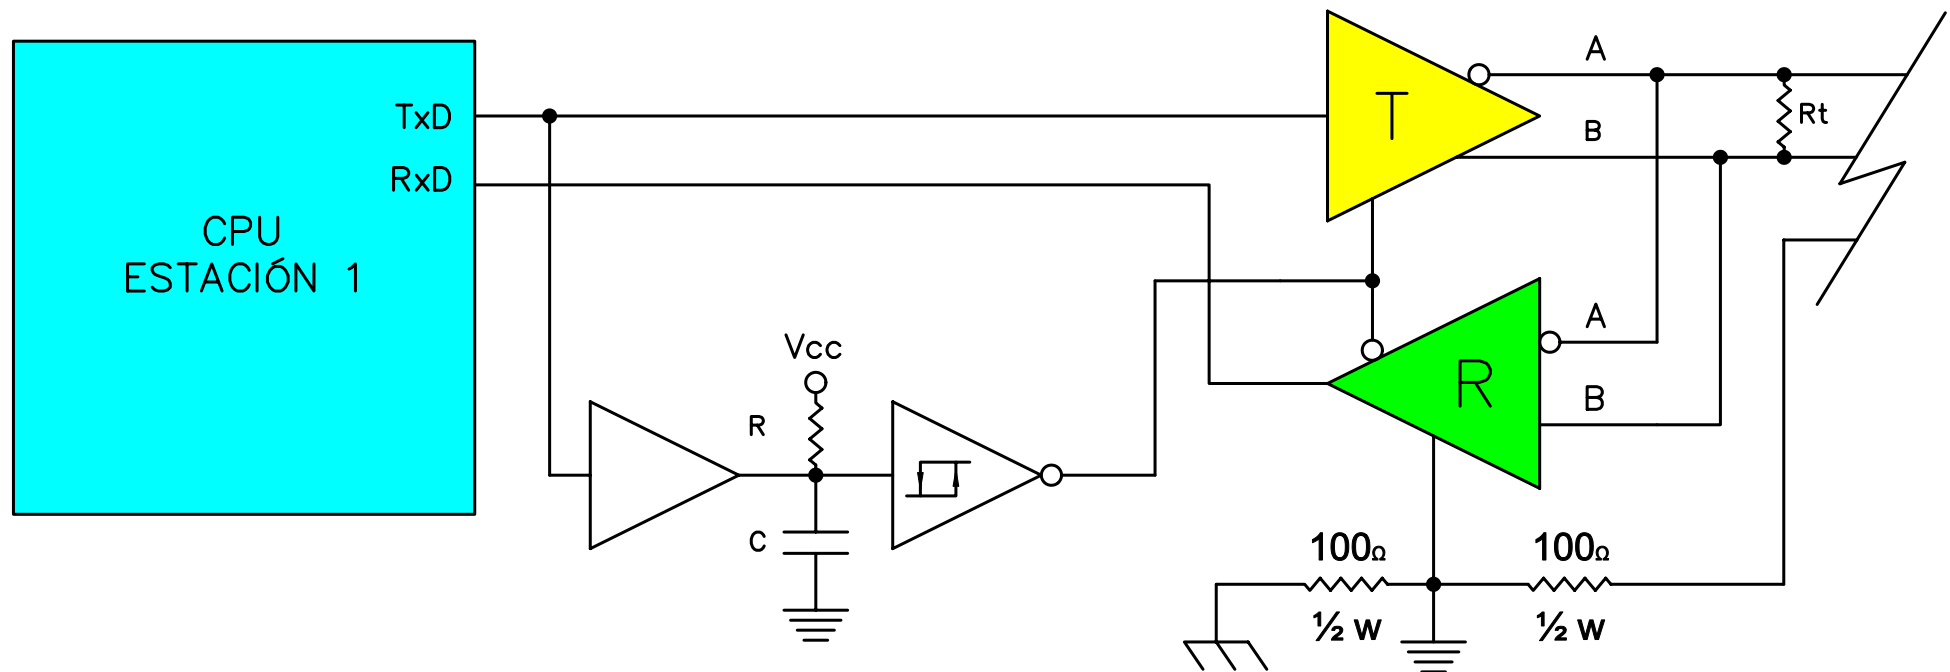 TxD
RxD
CPU
ESTACIÓN 1
T
A
B
Rt
Vcc
R
C
R
A
B
100Ω
½ W
100Ω
½ W